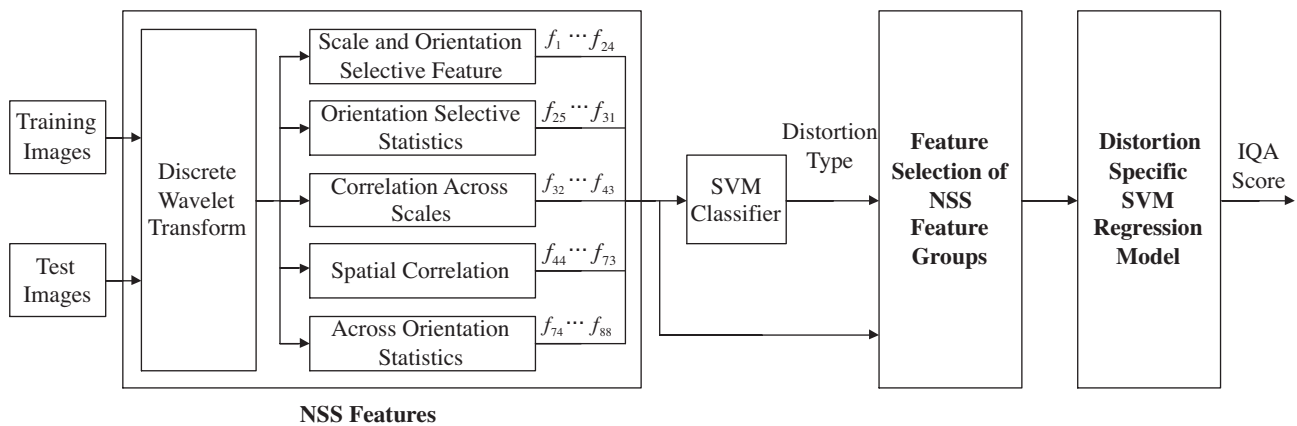 Training
Images
Test
Images
Discrete
Wavelet
Transform
Scale and Orientation
Selective Feature
f1 ⋯ f24
Orientation Selective
Statistics
f25 ⋯ f31
Correlation Across
Scales
f32 ⋯ f43
Spatial Correlation
f44 ⋯ f73
Across Orientation
Statistics
f74 ⋯ f88
NSS Features
SVM
Classifier
Distortion
Type
Feature
Selection of
NSS
Feature
Groups
Distortion
Specific
SVM
Regression
Model
IQA
Score